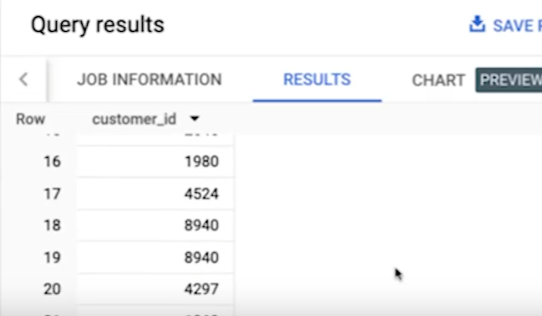 Query results
SAVE
JOB INFORMATION RESULTS CHART PREVIEW
Row customer_id
16 1980
17 4524
18 8940
19 8940
20 4297